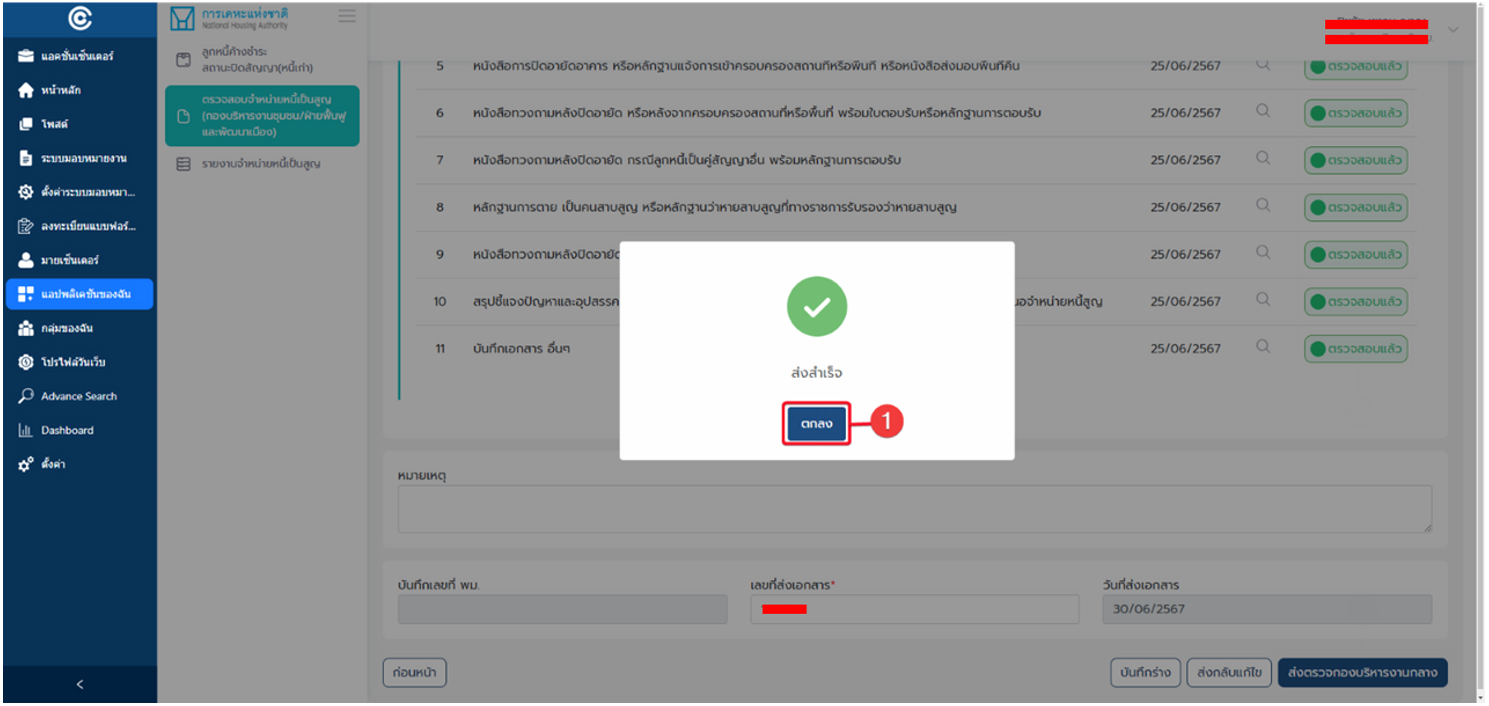 การเคหะแห่งชาติ
National Housing Authority
แอคชั่นเซ็นเตอร์
หน้าหลัก
โพสต์
ระบบมอบหมายงาน
ตั้งค่าระบบมอบหมา...
ลงทะเบียนแบบฟอร์...
มายเซ็นเตอร์
แอปพลิเคชันของฉัน
กลุ่มของฉัน
โปรไฟล์วันเว็บ
Advance Search
Dashboard
ตั้งค่า
<
ลูกหนี้ค้างชำระ
สถานะปิดสัญญา(หนี้เก่า)
ตรวจสอบจำหน่ายหนี้เป็นสูญ
(กองบริหารงานชุมชน/ฝ่ายฟื้นฟู
และพัฒนาเมือง)
รายงานจำหน่ายหนี้เป็นสูญ
5 หนังสือการปิดอายัดอาคาร หรือหลักฐานแจ้งการเข้าครอบครองสถานที่หรือพื้นที่ หรือหนังสือส่งมอบพื้นที่คืน 25/06/2567 ตรวจสอบแล้ว
6 หนังสือทวงถามหลังปิดอายัด หรือหลังจากครอบครองสถานที่หรือพื้นที่ พร้อมใบตอบรับหรือหลักฐานการตอบรับ 25/06/2567 ตรวจสอบแล้ว
7 หนังสือทวงถามหลังปิดอายัด กรณีลูกหนี้เป็นคู่สัญญาอื่น พร้อมหลักฐานการตอบรับ 25/06/2567 ตรวจสอบแล้ว
8 หลักฐานการตาย เป็นคนสาบสูญ หรือหลักฐานว่าหายสาบสูญที่ทางราชการรับรองว่าหายสาบสูญ 25/06/2567 ตรวจสอบแล้ว
9 หนังสือทวงถามหลังปิดอายัด 25/06/2567 ตรวจสอบแล้ว
10 สรุปชี้แจงปัญหาและอุปสรรค นอจำหน่ายหนี้สูญ 25/06/2567 ตรวจสอบแล้ว
11 บันทึกเอกสาร อื่นๆ 25/06/2567 ตรวจสอบแล้ว
ส่งสำเร็จ
ตกลง 1
หมายเหตุ
บันทึกเลขที่ พม. เลขที่ส่งเอกสาร* วันที่ส่งเอกสาร
30/06/2567
ก่อนหน้า บันทึกร่าง ส่งกลับแก้ไข ส่งตรวจกองบริหารงานกลาง